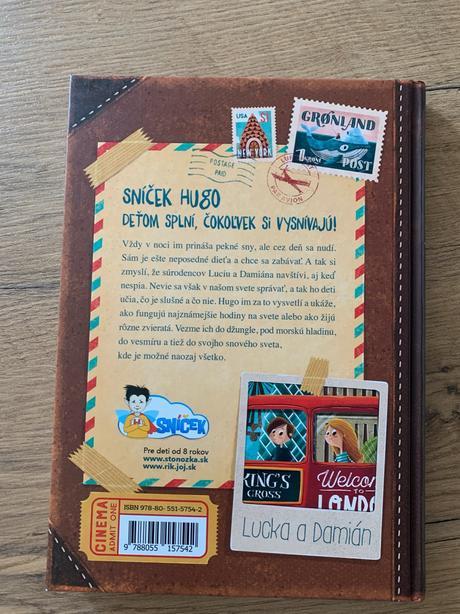 USA
NEW YORK
GRØNLAND
POST
POSTAGE
PAID
PAR AVION
SNÍČEK HUGO
DEŤOM SPLNÍ, ČOKOĽVEK SI VYSNÍVAJÚ!
Vždy v noci im prináša pekné sny, ale cez deň sa nudí.
Sám je ešte neposedné dieťa a chce sa zabávať. A tak si
zmyslí, že súrodencov Luciu a Damiána navštívi, aj keď
nespia. Nevie sa však v našom svete správať, a tak ho deti
učia, čo je slušné a čo nie. Hugo im za to vysvetlí a ukáže,
ako fungujú najznámejšie hodiny na svete alebo ako žijú
rôzne zvieratá. Vezme ich do džungle, pod morskú hladinu,
do vesmíru a tiež do svojho snového sveta,
kde je možné naozaj všetko.
SNÍČEK
Pre deti od 8 rokov
www.stonozka.sk
www.rik.joj.sk
KING'S
CROSS
Welcom
TO
LONDO
Lucka a Damián
CINEMA
ADMIT ONE
ISBN 978-80-551-5754-2
9 788055 157542